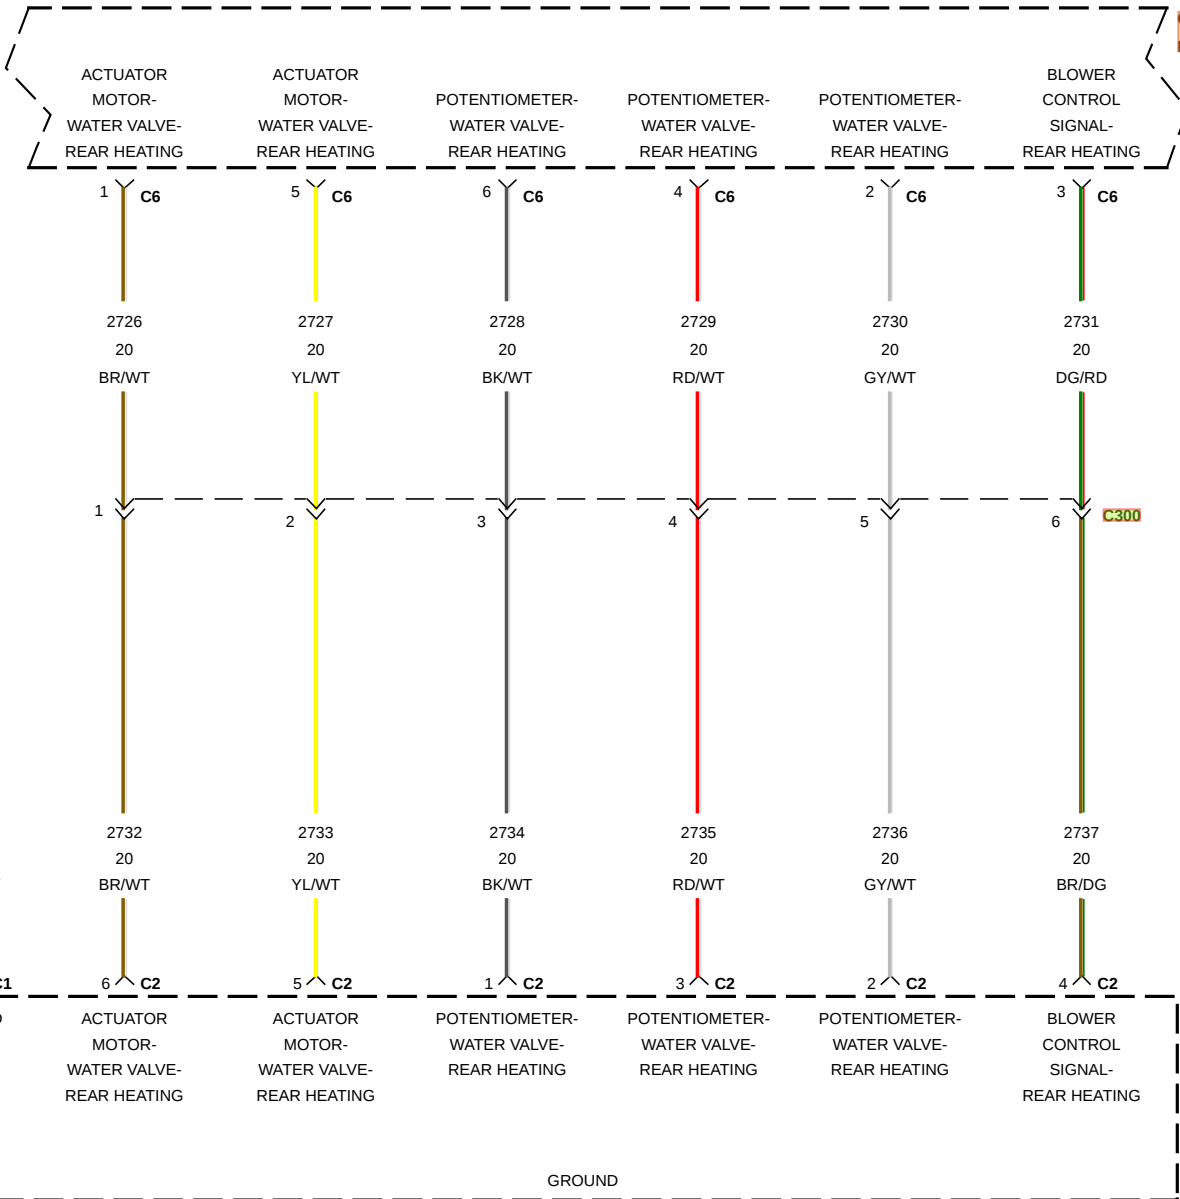 ACTUATOR ACTUATOR BLOWER
MOTOR- MOTOR- POTENTIOMETER- POTENTIOMETER- POTENTIOMETER- CONTROL
WATER VALVE- WATER VALVE- WATER VALVE- WATER VALVE- WATER VALVE- SIGNAL-
REAR HEATING REAR HEATING REAR HEATING REAR HEATING REAR HEATING REAR HEATING
1 C6 5 C6 6 C6 4 C6 2 C6 3 C6
2726 2727 2728 2729 2730 2731
20 20 20 20 20 20
BR/WT YL/WT BK/WT RD/WT GY/WT DG/RD
1 2 3 4 5 6 C300
2732 2733 2734 2735 2736 2737
20 20 20 20 20 20
BR/WT YL/WT BK/WT RD/WT GY/WT BR/DG
C1 6 C2 5 C2 1 C2 3 C2 2 C2 4 C2
ACTUATOR ACTUATOR POTENTIOMETER- POTENTIOMETER- POTENTIOMETER- BLOWER
MOTOR- MOTOR- WATER VALVE- WATER VALVE- WATER VALVE- CONTROL
WATER VALVE- WATER VALVE- REAR HEATING REAR HEATING REAR HEATING SIGNAL-
REAR HEATING REAR HEATING REAR HEATING
GROUND